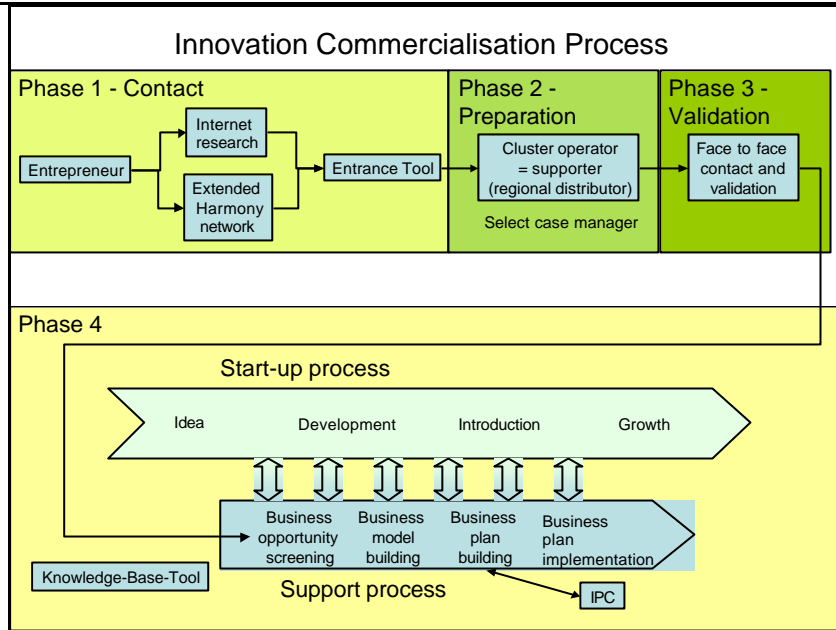 Innovation Commercialisation Process
Phase 1 - Contact
Entrepreneur
Internet
research
Extended
Harmony
network
Entrance Tool
Phase 2 -
Preparation
Cluster operator
= supporter
(regional distributor)
Select case manager
Phase 3 -
Validation
Face to face
contact and
validation
Phase 4
Start-up process
Idea
Development
Introduction
Growth
Business
opportunity
screening
Business
model
building
Business
plan
building
Business
plan
implementation
Knowledge-Base-Tool
Support process
IPC